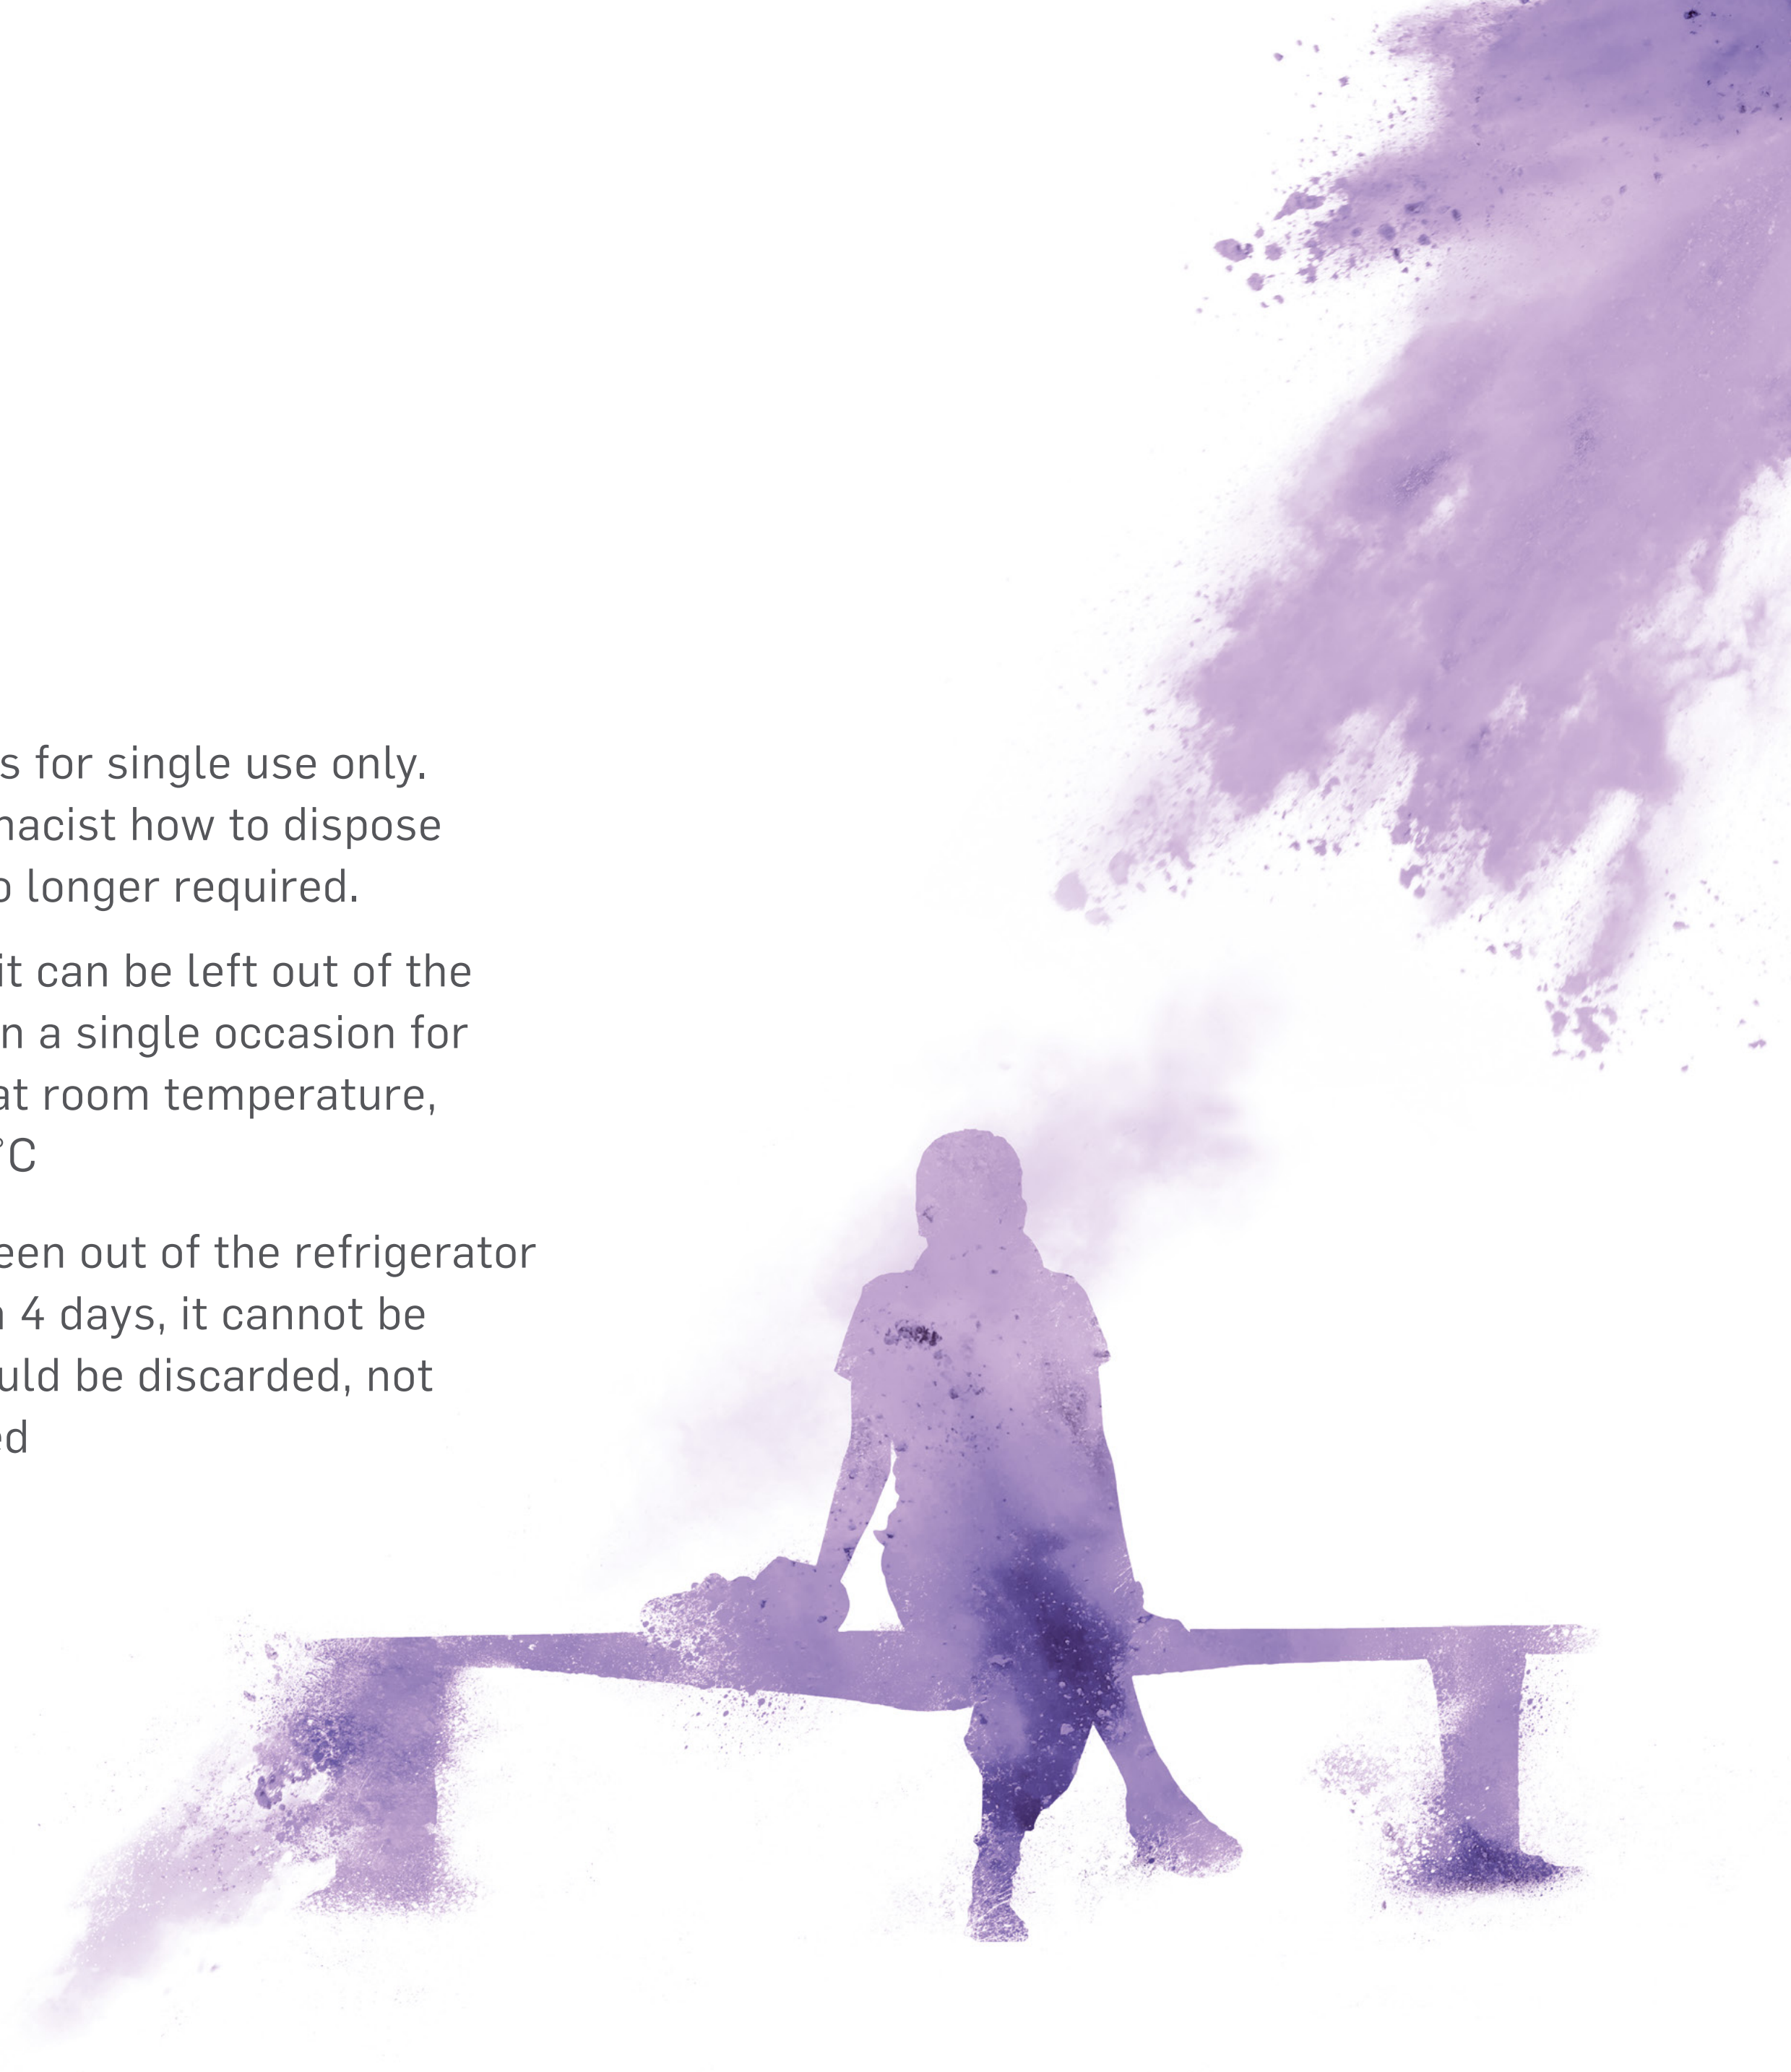 s for single use only.
macist how to dispose
o longer required.
it can be left out of the
n a single occasion for
at room temperature,
°C
een out of the refrigerator
4 days, it cannot be
uld be discarded, not
ed